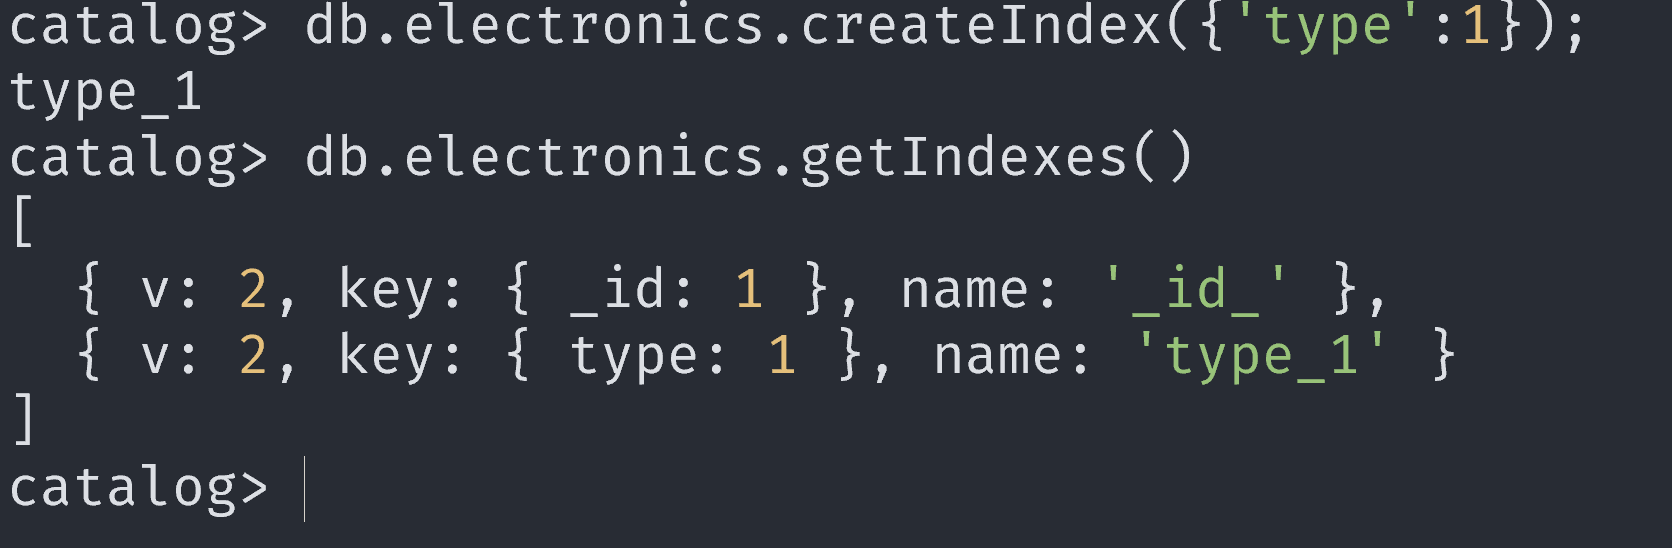 catalog> db.electronics.createIndex({'type':1});
type_1
catalog> db.electronics.getIndexes()
[
  { v: 2, key: { _id: 1 }, name: '_id_' },
  { v: 2, key: { type: 1 }, name: 'type_1' }
]
catalog>